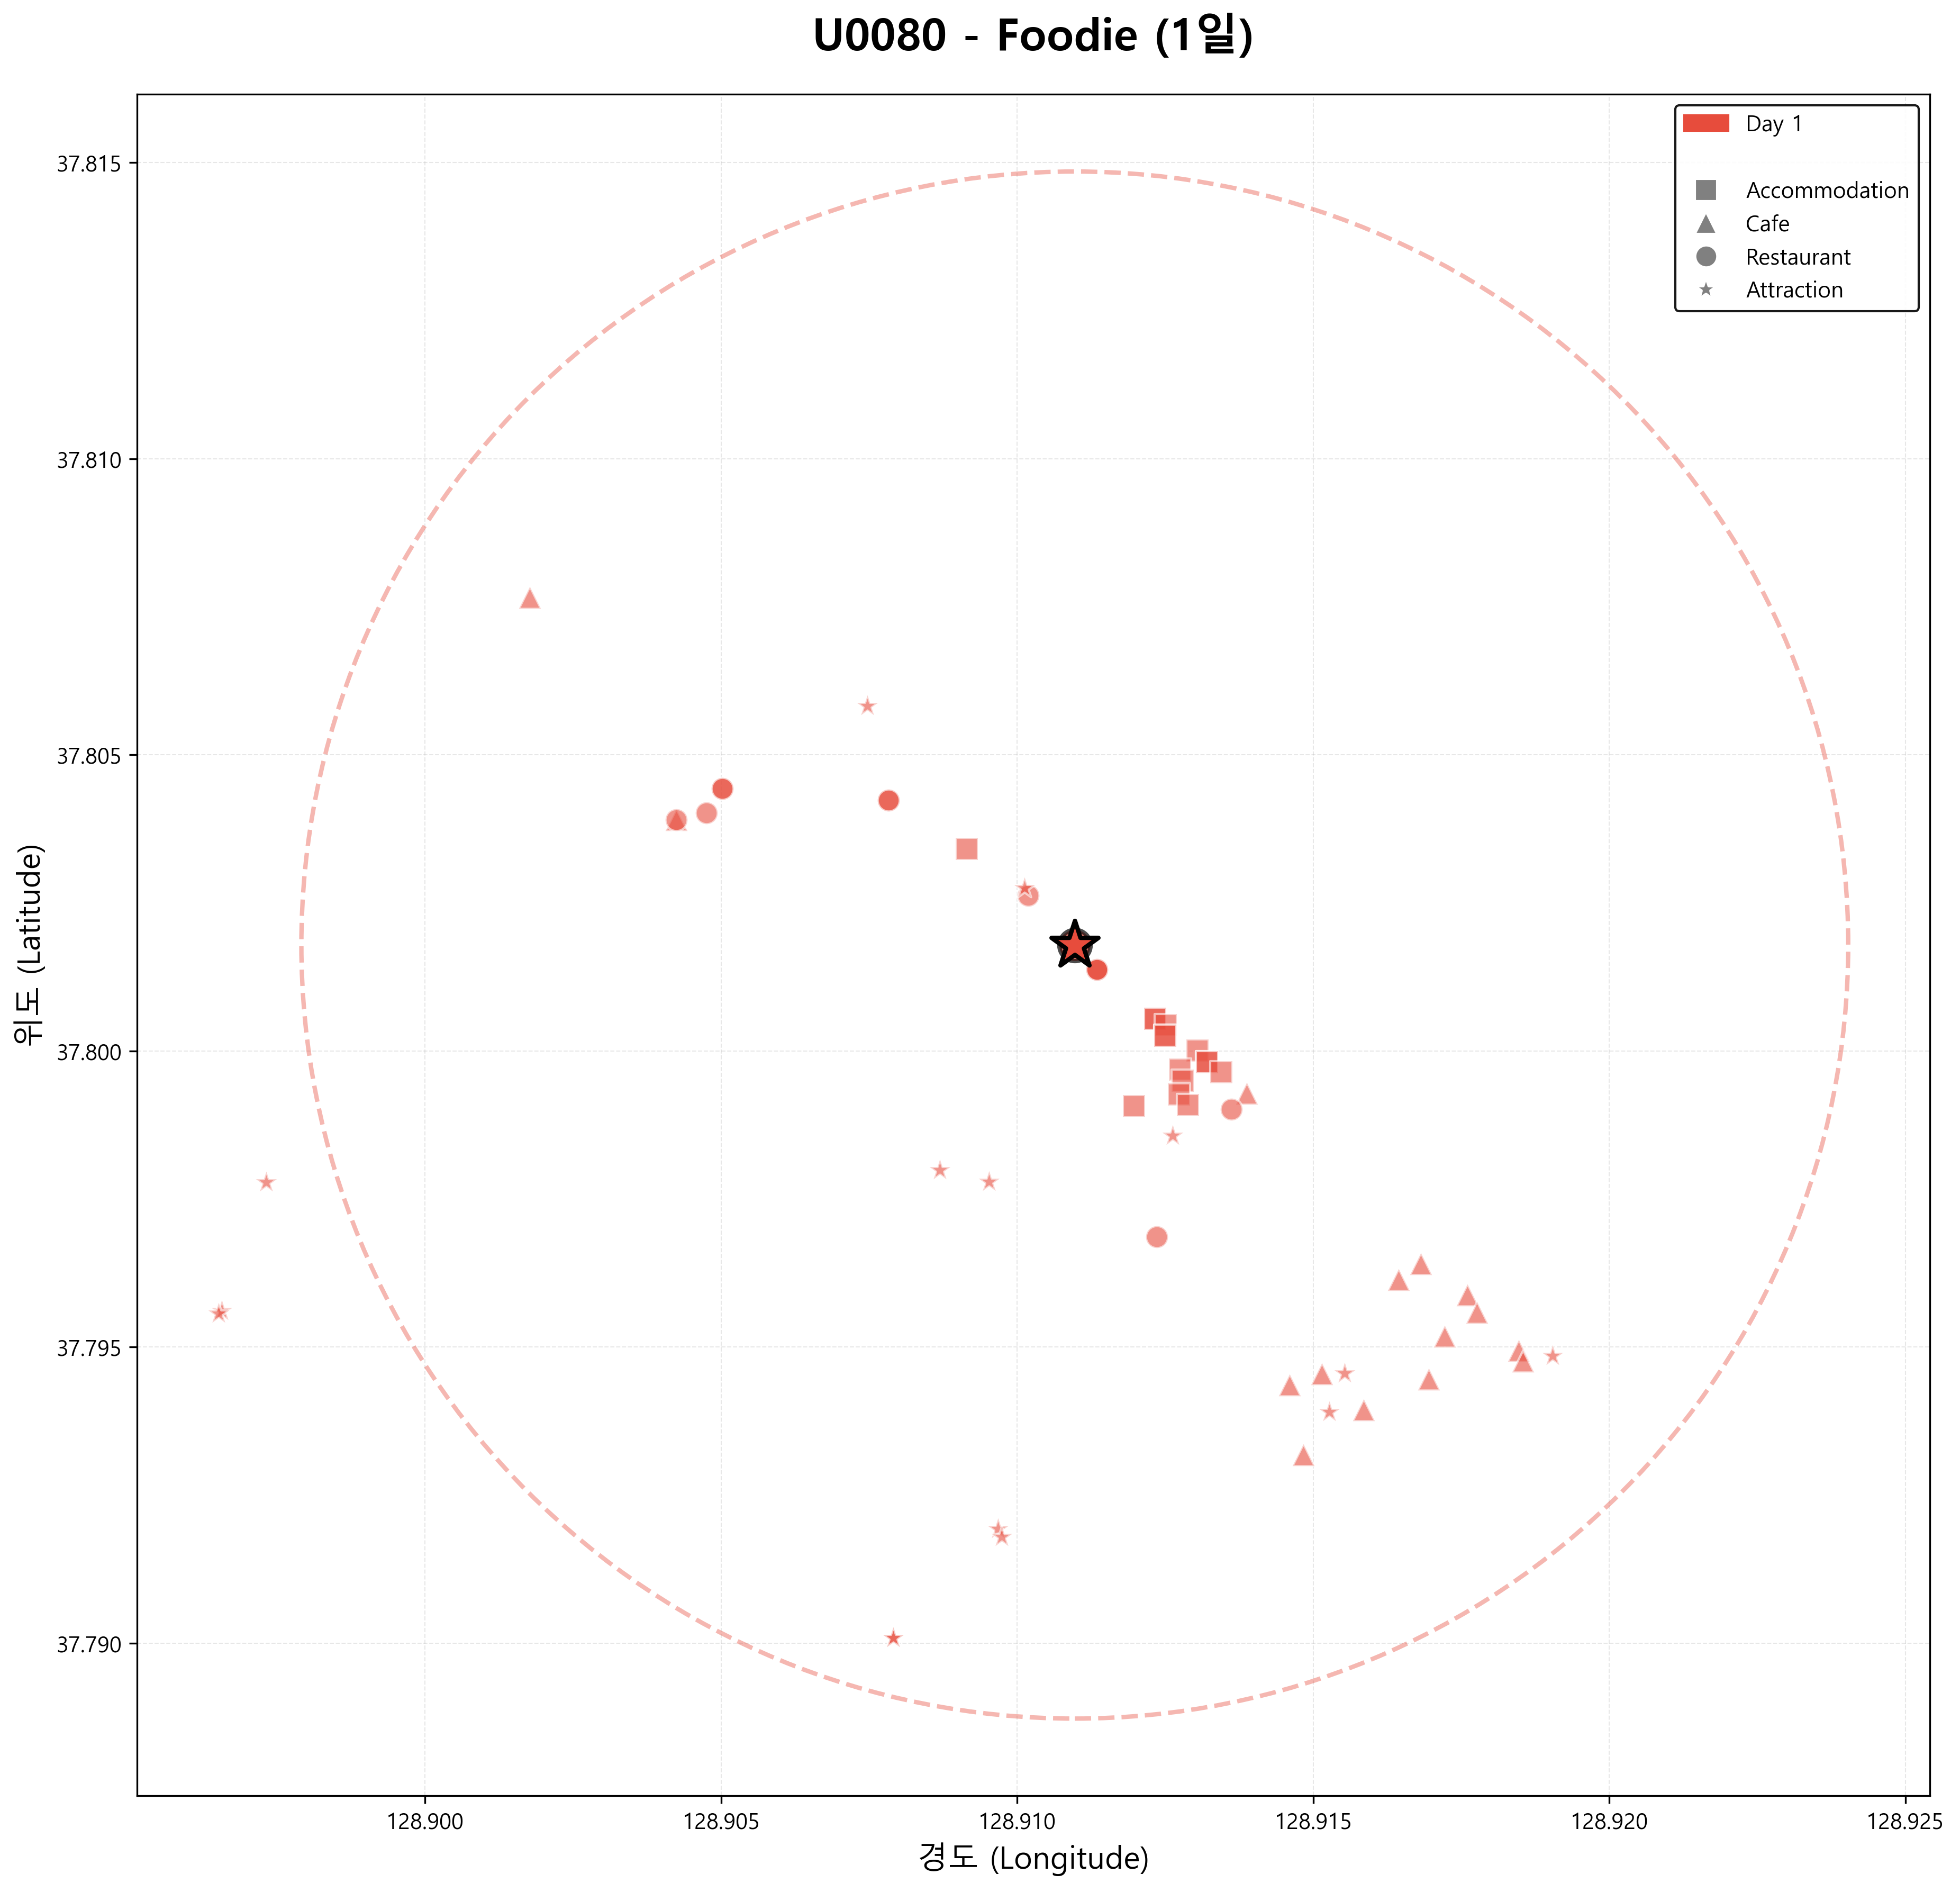 U0080 - Foodie (1일)
Day 1
Accommodation
Cafe
Restaurant
Attraction
위도 (Latitude)
37.815
37.810
37.805
37.800
37.795
37.790
128.900
128.905
128.910
128.915
128.920
128.925
경도 (Longitude)